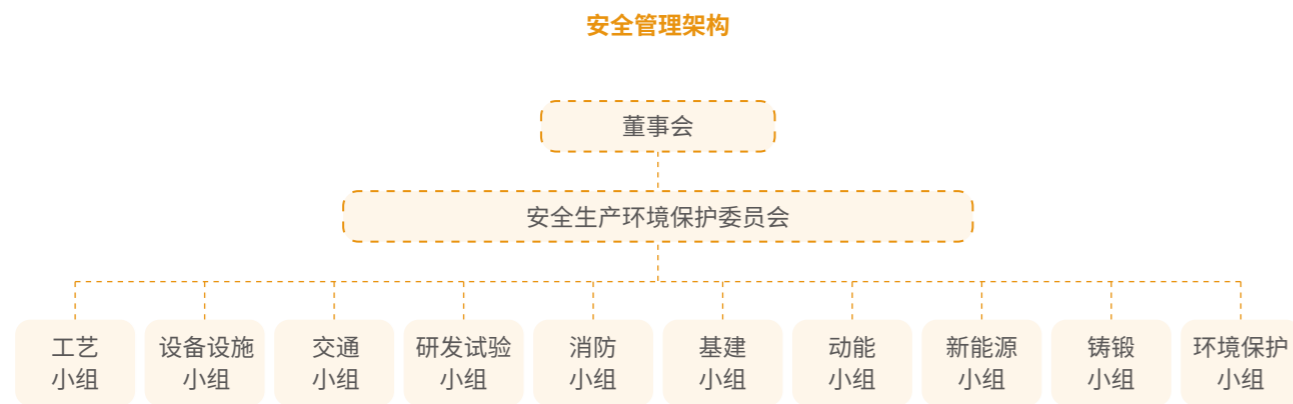 安全管理架构
董事会
安全生产环境保护委员会
工艺
小组
设备设施
小组
交通
小组
研发试验
小组
消防
小组
基建
小组
动能
小组
新能源
小组
铸锻
小组
环境保护
小组